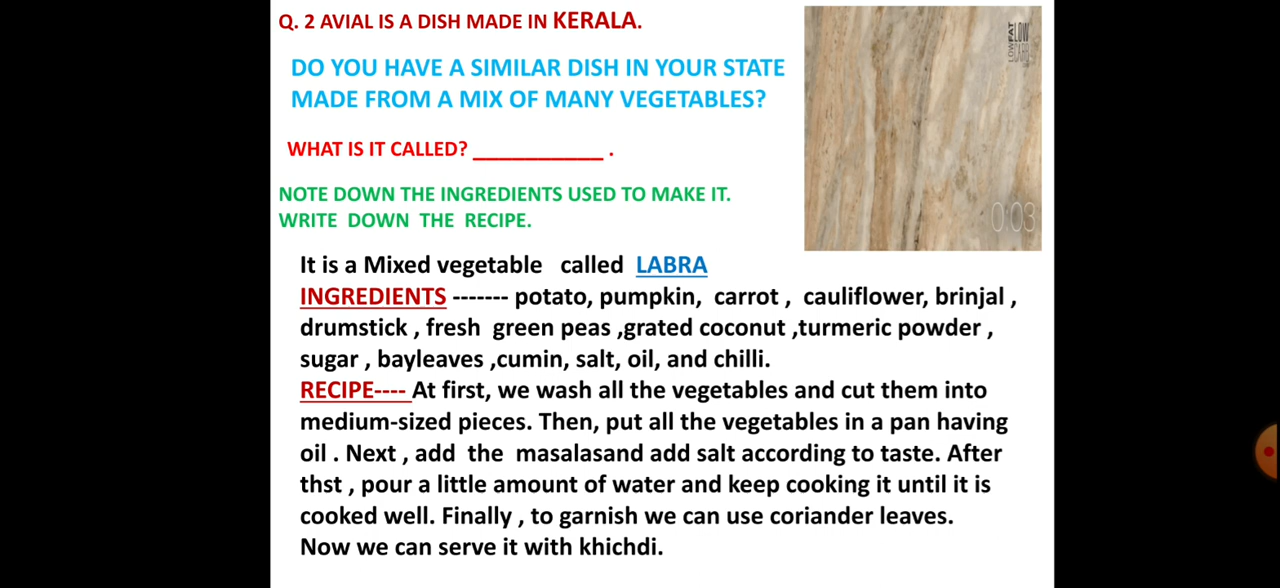 Q. 2 AVIAL IS A DISH MADE IN KERALA.
DO YOU HAVE A SIMILAR DISH IN YOUR STATE
MADE FROM A MIX OF MANY VEGETABLES?
WHAT IS IT CALLED? ___________ .
NOTE DOWN THE INGREDIENTS USED TO MAKE IT.
WRITE DOWN THE RECIPE.
LOWFAT
LOW
CARB
0:03
It is a Mixed vegetable called LABRA
INGREDIENTS ------- potato, pumpkin, carrot , cauliflower, brinjal ,
drumstick , fresh green peas ,grated coconut ,turmeric powder ,
sugar , bayleaves ,cumin, salt, oil, and chilli.
RECIPE---- At first, we wash all the vegetables and cut them into
medium-sized pieces. Then, put all the vegetables in a pan having
oil . Next , add the masalasand add salt according to taste. After
thst , pour a little amount of water and keep cooking it until it is
cooked well. Finally , to garnish we can use coriander leaves.
Now we can serve it with khichdi.